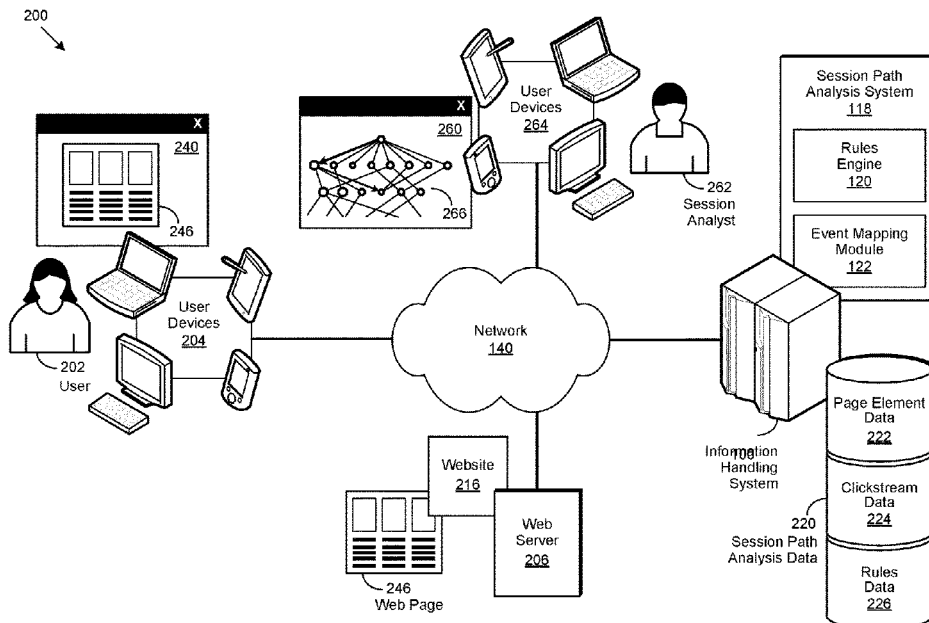 200
X
240
246
202
User
User
Devices
204
X
260
266
User
Devices
264
262
Session
Analyst
Session Path
Analysis System
118
Rules
Engine
120
Event Mapping
Module
122
Network
140
Website
216
Web
Server
206
246
Web Page
100
Information
Handling
System
220
Session Path
Analysis Data
Page Element
Data
222
Clickstream
Data
224
Rules Data
226